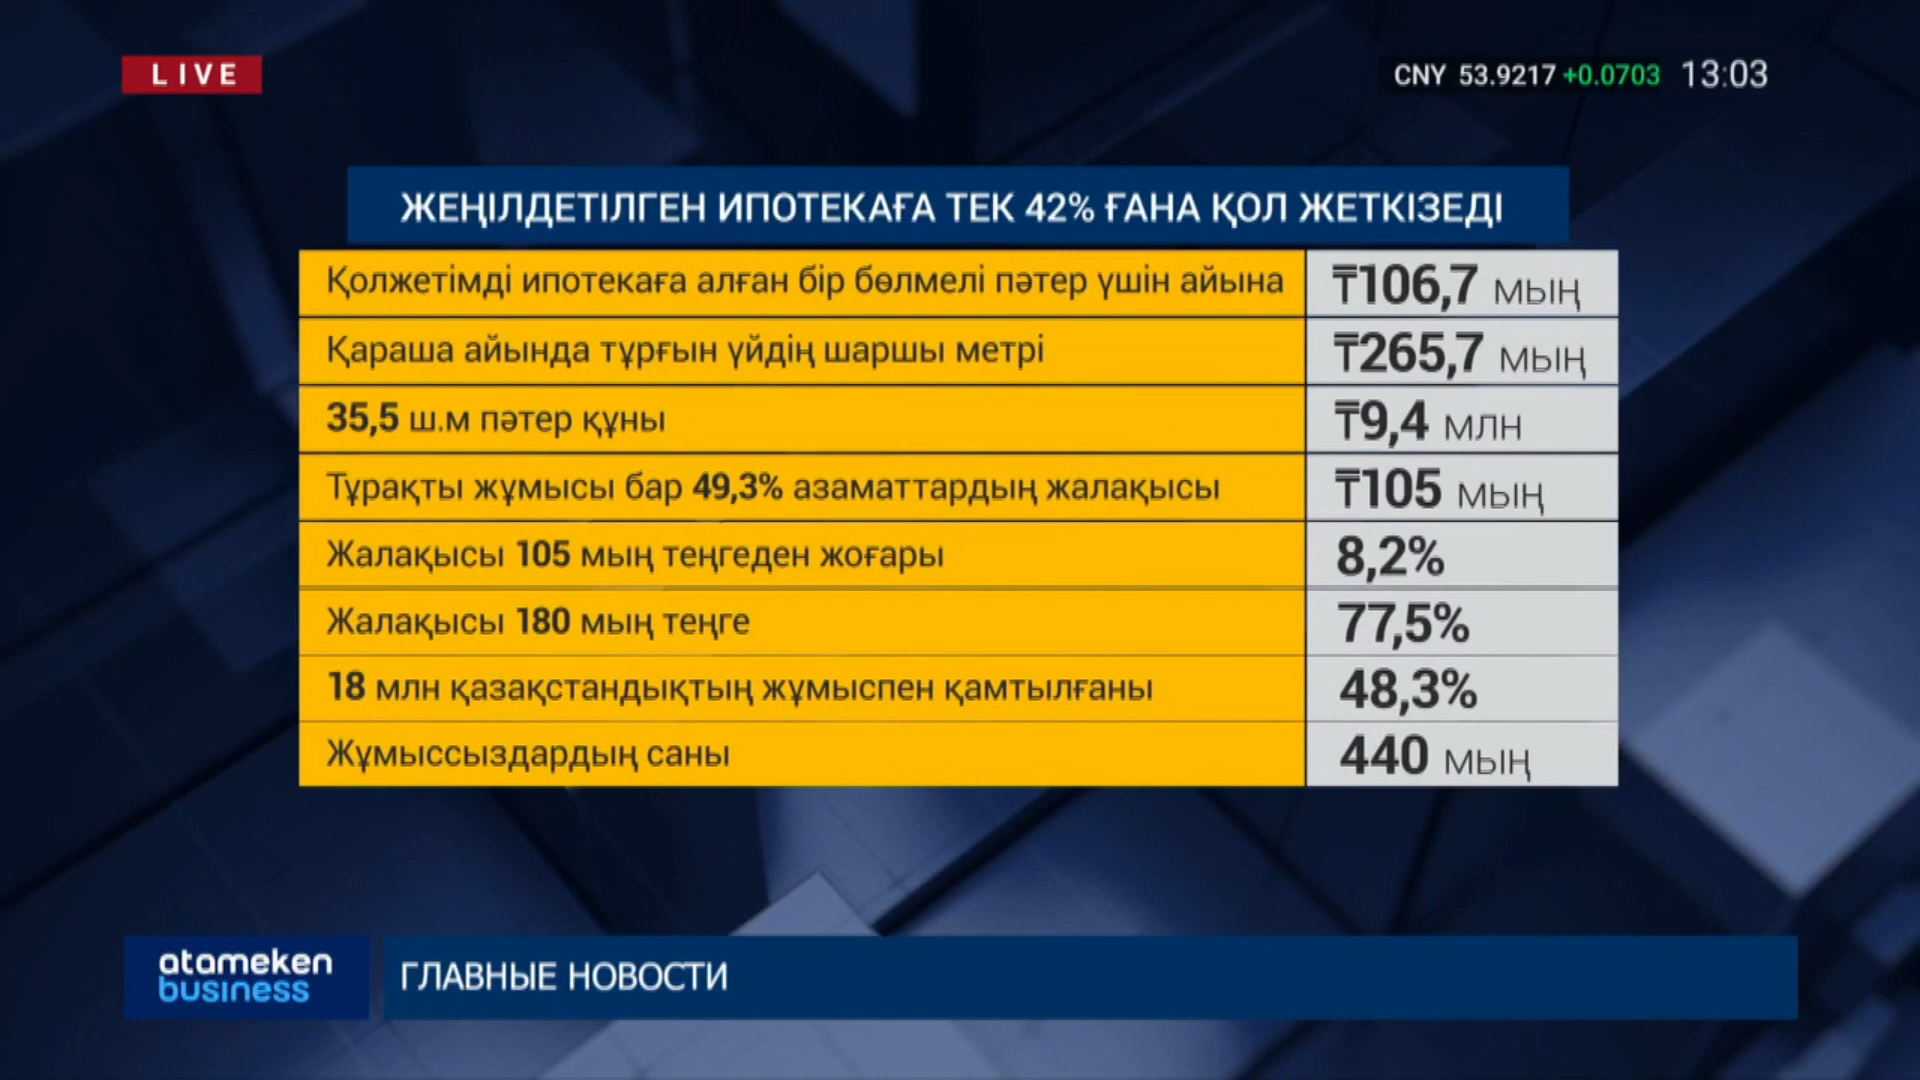 LIVE
CNY 53.9217 +0.0703 13:03
ЖЕҢІЛДЕТІЛГЕН ИПОТЕКАҒА ТЕК 42% ҒАНА ҚОЛ ЖЕТКІЗЕДІ
Қолжетімді ипотекаға алған бір бөлмелі пәтер үшін айына ₸106,7 мың
Қараша айында тұрғын үйдің шаршы метрі ₸265,7 мың
35,5 ш.м пәтер құны ₸9,4 млн
Тұрақты жұмысы бар 49,3% азаматтардың жалақысы ₸105 мың
Жалақысы 105 мың теңгеден жоғары 8,2%
Жалақысы 180 мың теңге 77,5%
18 млн қазақстандықтың жұмыспен қамтылғаны 48,3%
Жұмыссыздардың саны 440 мың
atameken
business
ГЛАВНЫЕ НОВОСТИ